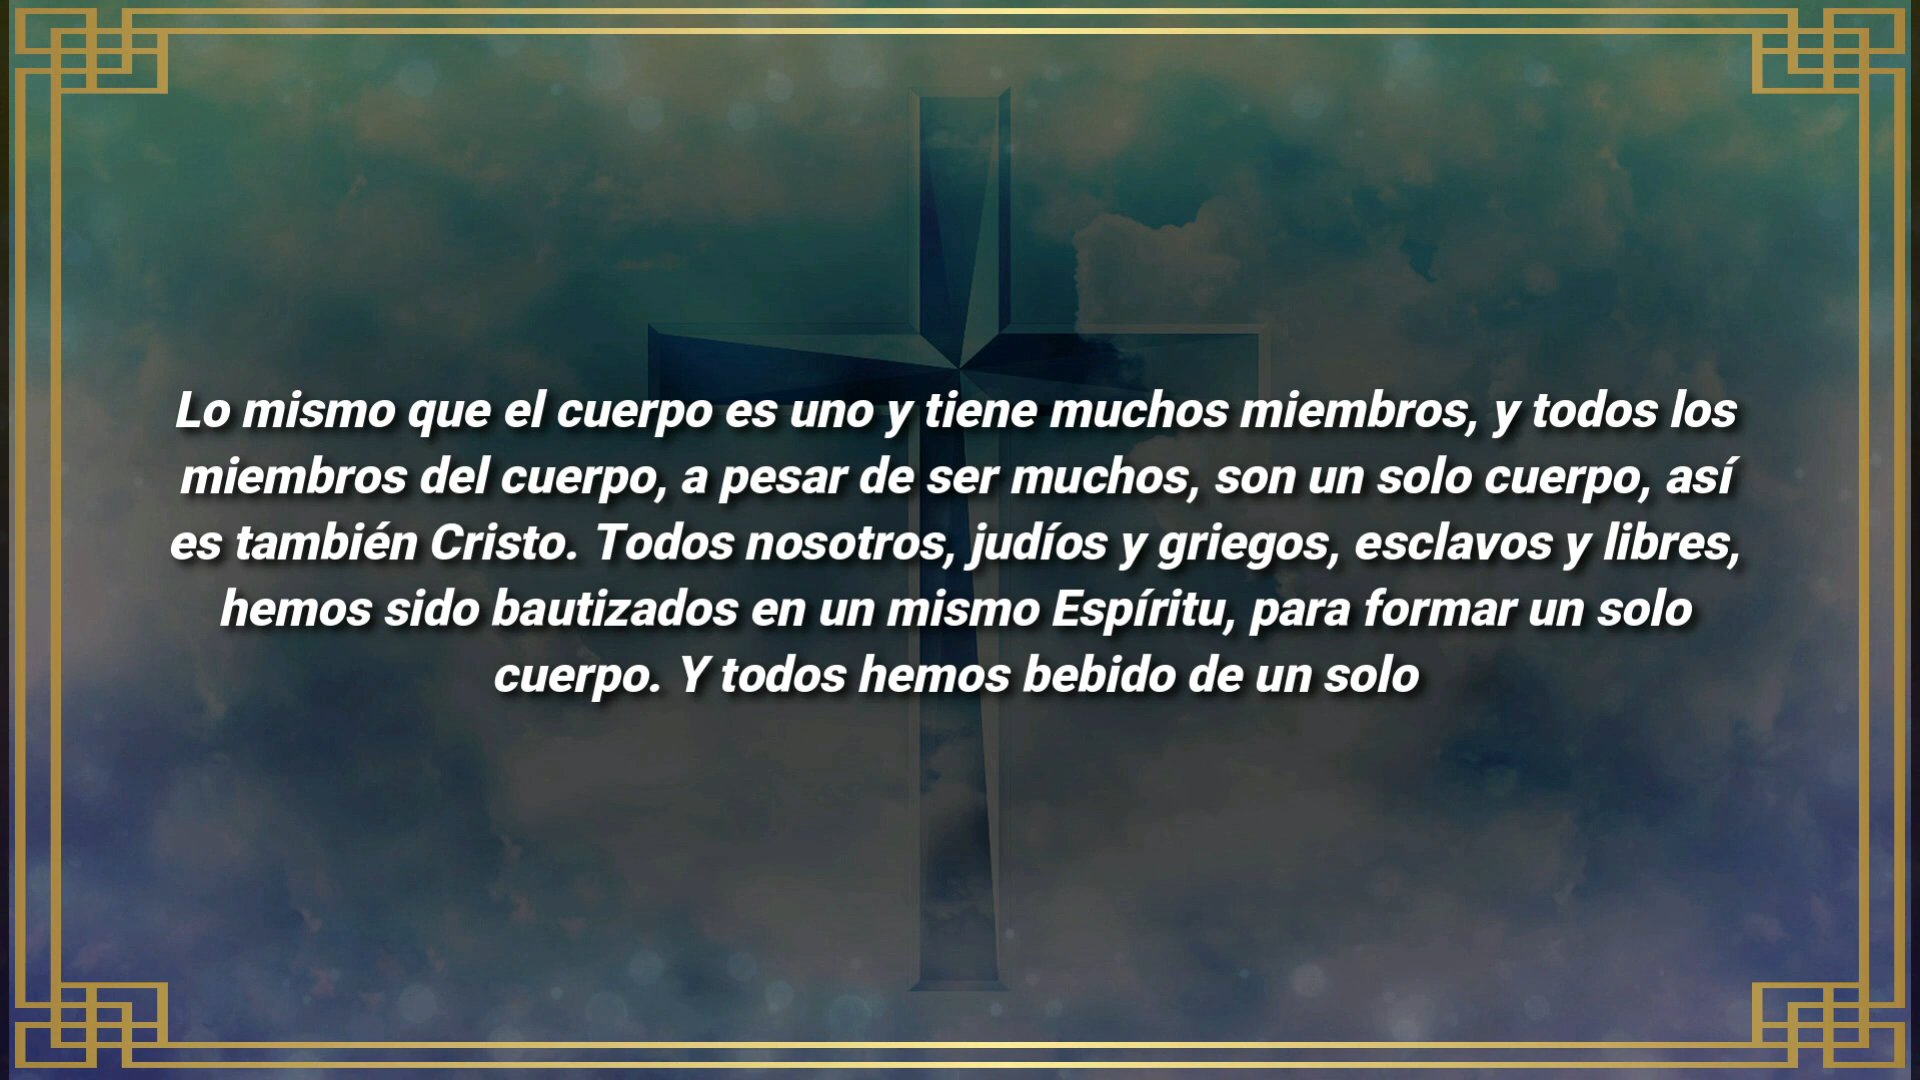 Lo mismo que el cuerpo es uno y tiene muchos miembros, y todos los
miembros del cuerpo, a pesar de ser muchos, son un solo cuerpo, así
es también Cristo. Todos nosotros, judíos y griegos, esclavos y libres,
hemos sido bautizados en un mismo Espíritu, para formar un solo
cuerpo. Y todos hemos bebido de un solo